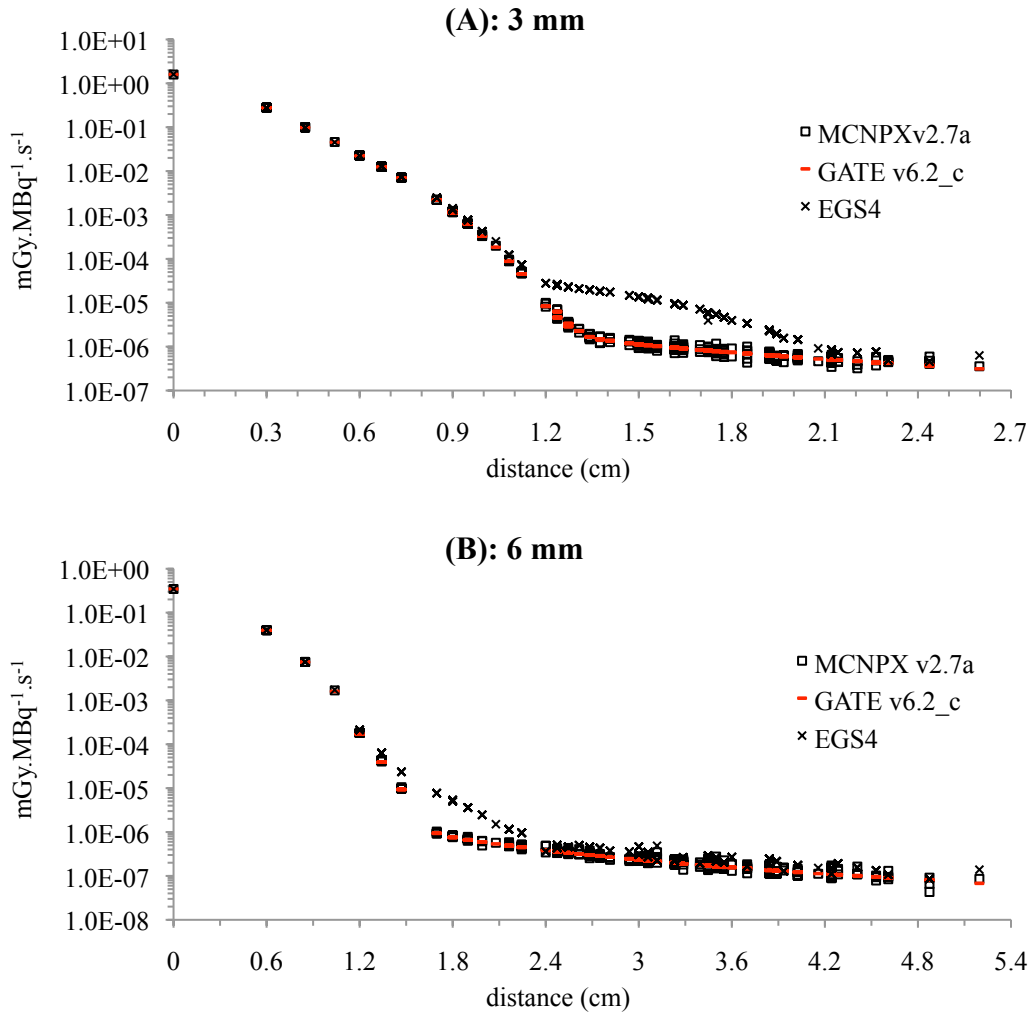 (A): 3 mm
1.0E+01
1.0E+00
1.0E-01
1.0E-02
1.0E-03
1.0E-04
1.0E-05
1.0E-06
1.0E-07
mGy.MBq⁻¹.s⁻¹
MCNPXv2.7a
GATE v6.2_c
EGS4
0 0.3 0.6 0.9 1.2 1.5 1.8 2.1 2.4 2.7
distance (cm)
(B): 6 mm
1.0E+00
1.0E-01
1.0E-02
1.0E-03
1.0E-04
1.0E-05
1.0E-06
1.0E-07
1.0E-08
mGy.MBq⁻¹.s⁻¹
MCNPX v2.7a
GATE v6.2_c
EGS4
0 0.6 1.2 1.8 2.4 3 3.6 4.2 4.8 5.4
distance (cm)